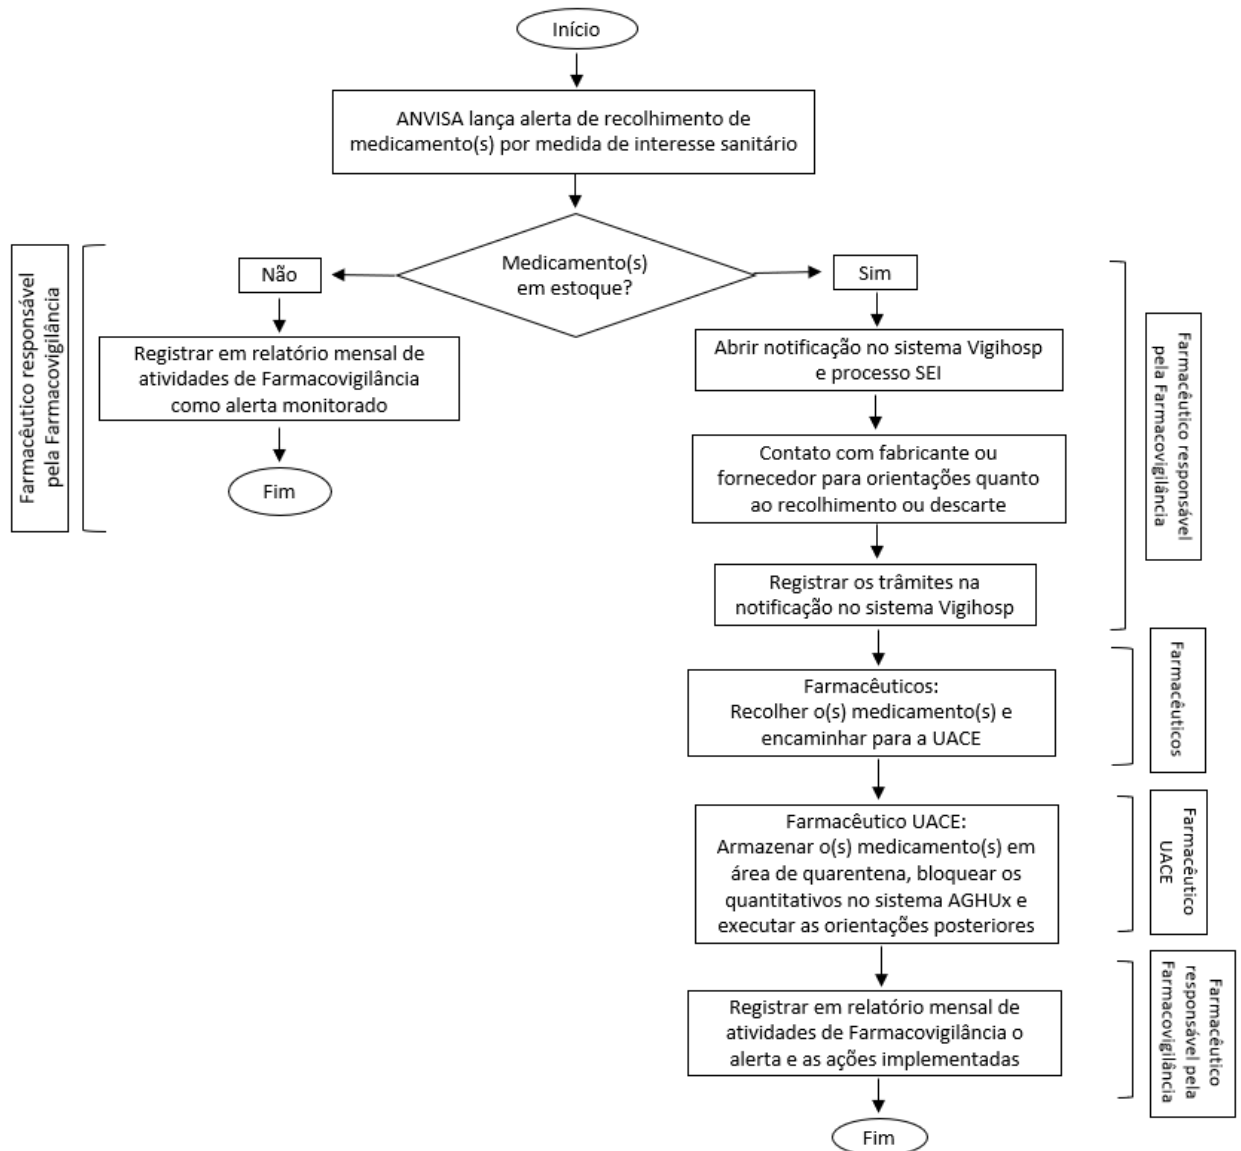 Início
ANVISA lança alerta de recolhimento de
medicamento(s) por medida de interesse sanitário
Medicamento(s)
em estoque?
Não
Sim
Farmacêutico responsável
pela Farmacovigilância
Registrar em relatório mensal de
atividades de Farmacovigilância
como alerta monitorado
Fim
Abrir notificação no sistema Vigihosp
e processo SEI
Contato com fabricante ou
fornecedor para orientações quanto
ao recolhimento ou descarte
Registrar os trâmites na
notificação no sistema Vigihosp
Farmacêutico responsável
pela Farmacovigilância
Farmacêuticos:
Recolher o(s) medicamento(s) e
encaminhar para a UACE
Farmacêuticos
Farmacêutico UACE:
Armazenar o(s) medicamento(s) em
área de quarentena, bloquear os
quantitativos no sistema AGHUx e
executar as orientações posteriores
Farmacêutico
UACE
Registrar em relatório mensal de
atividades de Farmacovigilância o
alerta e as ações implementadas
Farmacêutico
responsável pela
Farmacovigilância
Fim